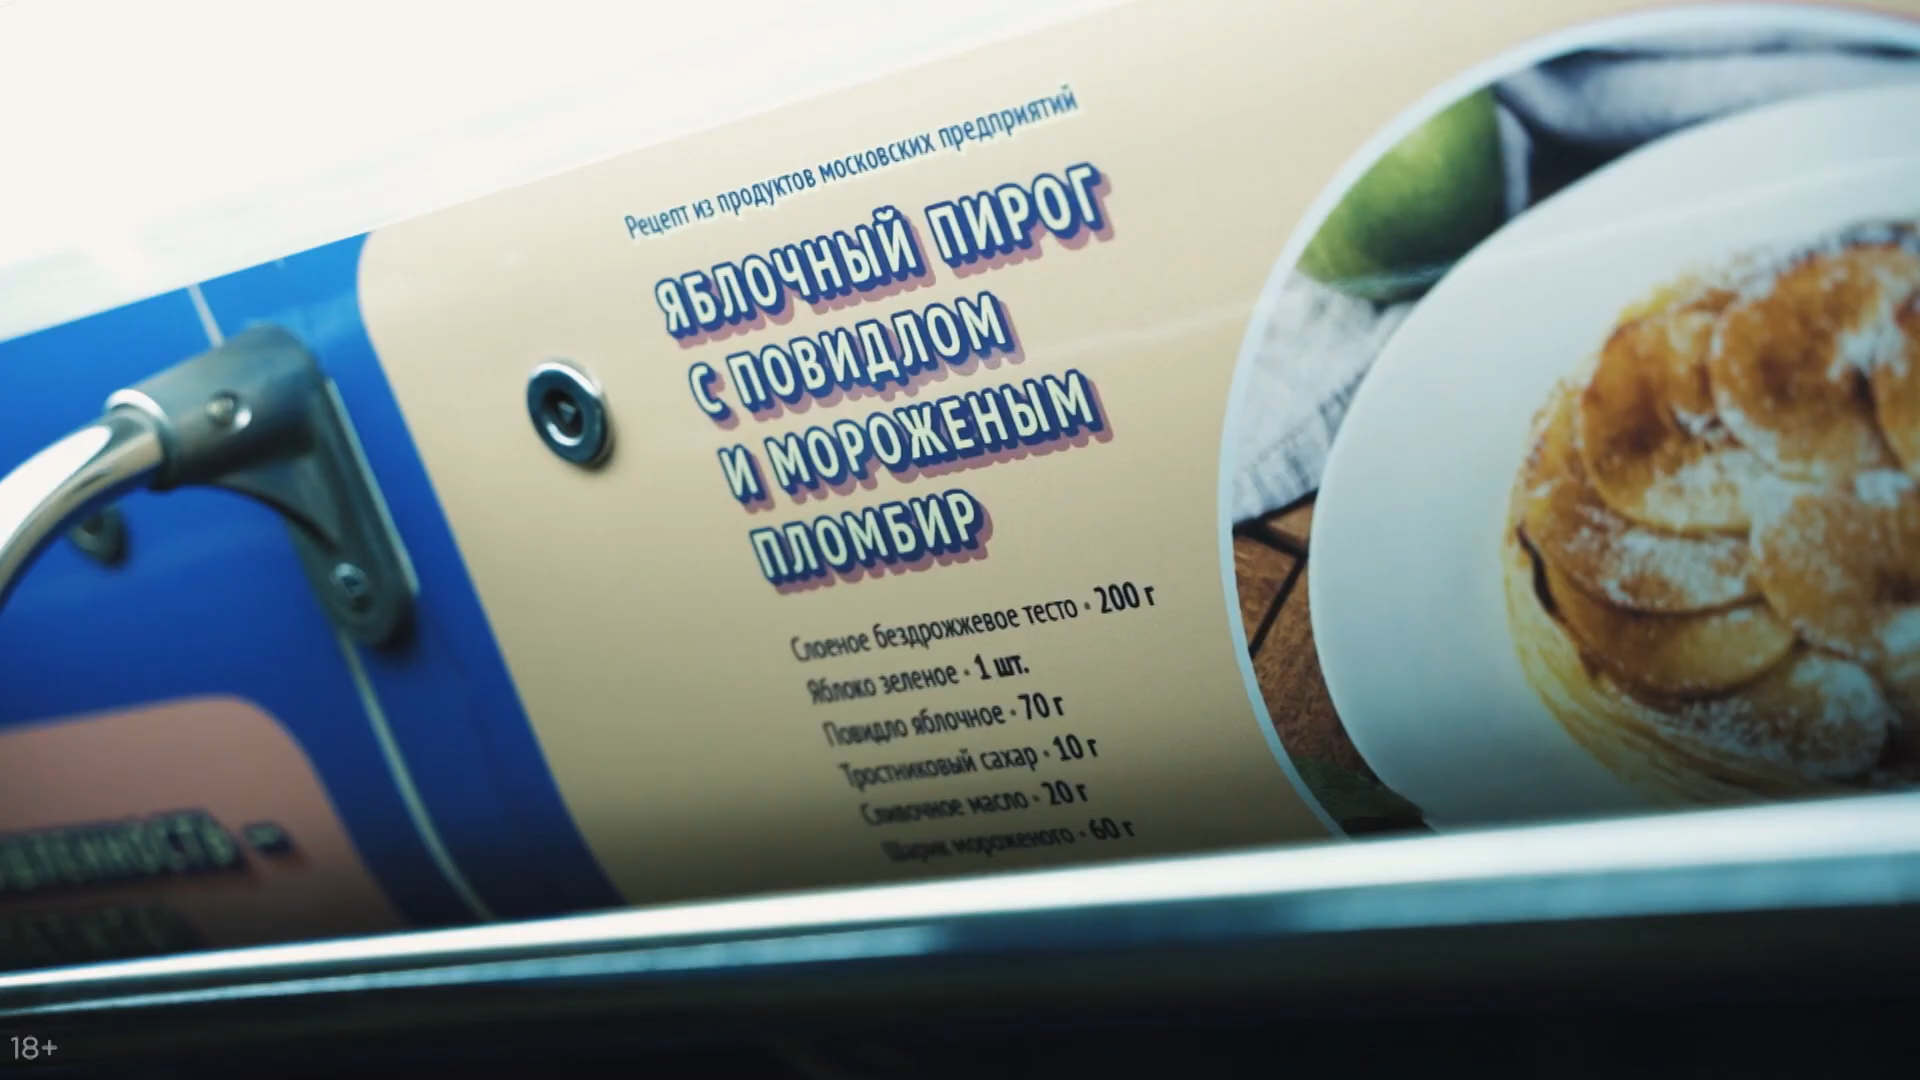 Рецепт из продуктов московских предприятий
ЯБЛОЧНЫЙ ПИРОГ
С ПОВИДЛОМ
И МОРОЖЕНЫМ
ПЛОМБИР
Слоеное бездрожжевое тесто • 200 г
Яблоко зеленое • 1 шт.
Повидло яблочное • 70 г
Тростниковый сахар • 10 г
Сливочное масло • 20 г
Шарик мороженого • 60 г
18+